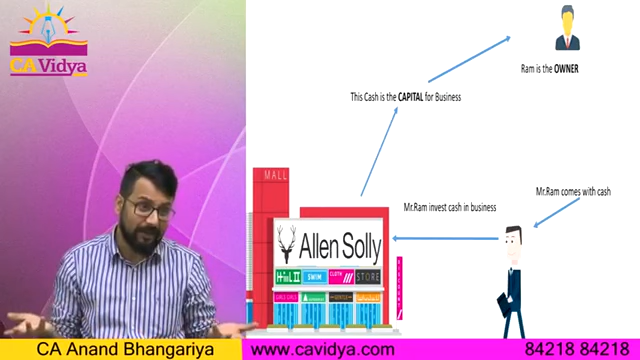 CA Vidya
Ram is the OWNER
This Cash is the CAPITAL for Business
Mr.Ram comes with cash
Mr.Ram invest cash in business
MALL
Allen Solly
SWIM
CLOTH
STORE
CA Anand Bhangariya
www.cavidya.com
84218 84218